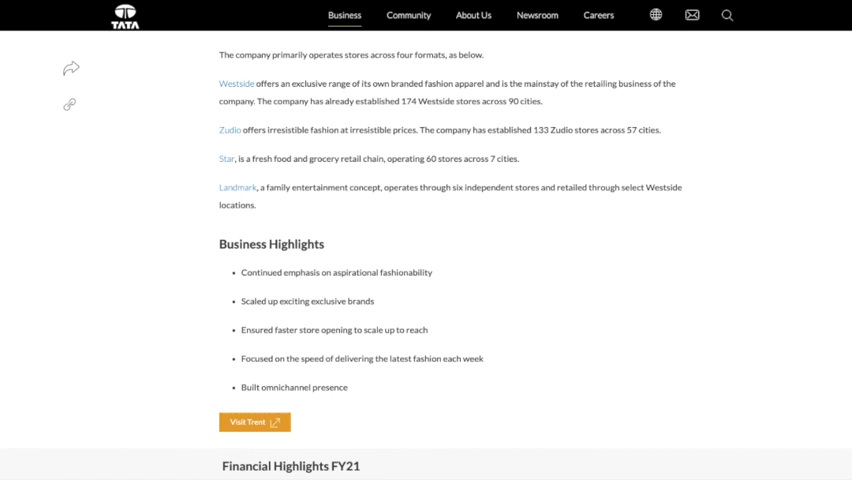 TATA
Business
Community
About Us
Newsroom
Careers
The company primarily operates stores across four formats, as below.
Westside offers an exclusive range of its own branded fashion apparel and is the mainstay of the retailing business of the
company. The company has already established 174 Westside stores across 90 cities.
Zudio offers irresistible fashion at irresistible prices. The company has established 133 Zudio stores across 57 cities.
Star, is a fresh food and grocery retail chain, operating 60 stores across 7 cities.
Landmark, a family entertainment concept, operates through six independent stores and retailed through select Westside
locations.
Business Highlights
• Continued emphasis on aspirational fashionability
• Scaled up exciting exclusive brands
• Ensured faster store opening to scale up to reach
• Focused on the speed of delivering the latest fashion each week
• Built omnichannel presence
Visit Trent
Financial Highlights FY21